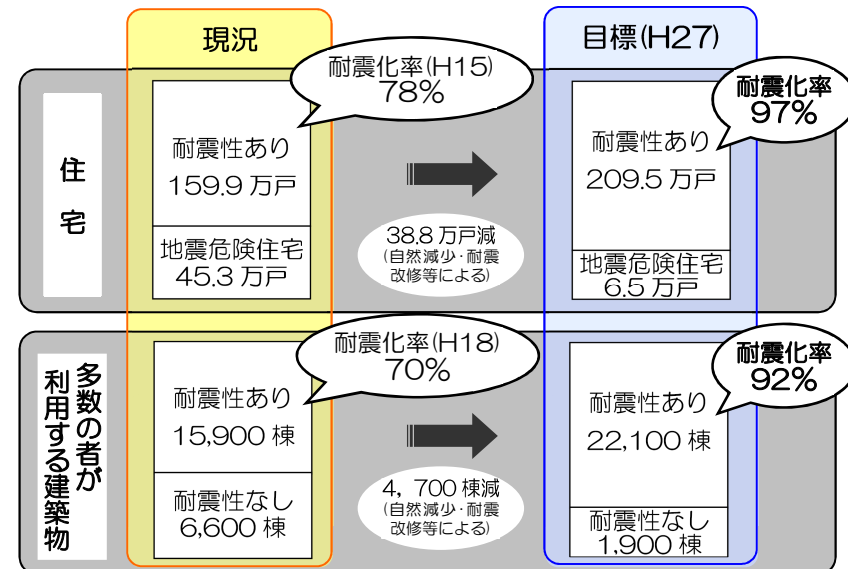 現況
目標(H27)
住
宅
耐震化率(H15)
78%
耐震性あり
159.9 万戸
地震危険住宅
45.3 万戸
38.8 万戸減
(自然減少・耐震
改修等による)
耐震化率
97%
耐震性あり
209.5 万戸
地震危険住宅
6.5 万戸
多数の者が
利用する建築物
耐震化率(H18)
70%
耐震性あり
15,900 棟
耐震性なし
6,600 棟
4, 700 棟減
(自然減少・耐震
改修等による)
耐震化率
92%
耐震性あり
22,100 棟
耐震性なし
1,900 棟